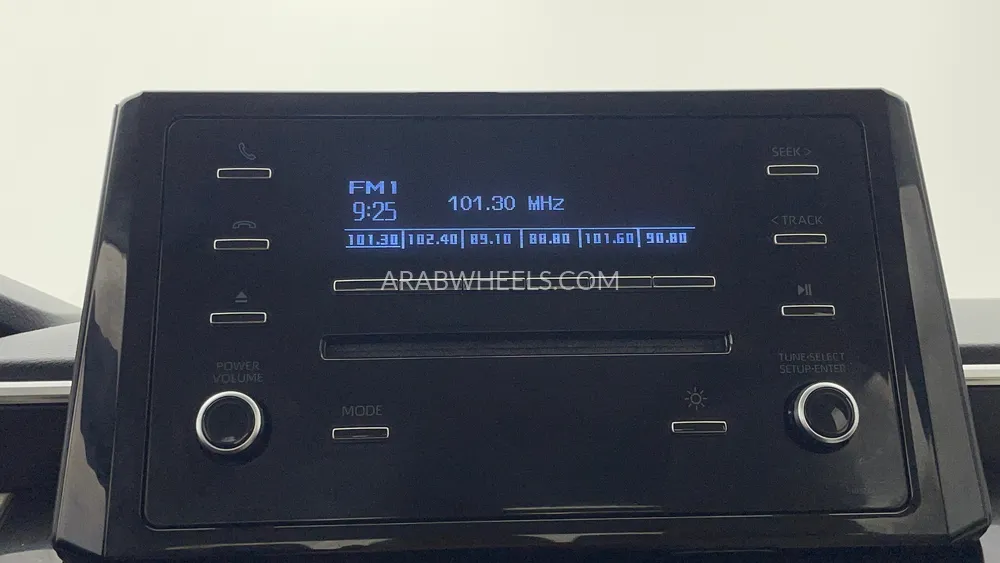 SEEK >
FM1
9:25
101.30 MHz
< TRACK
101.30 102.40 89.10 88.80 101.60 90.80
ARABWHEELS.COM
POWER
VOLUME
TUNE•SELECT
SETUP•ENTER
MODE